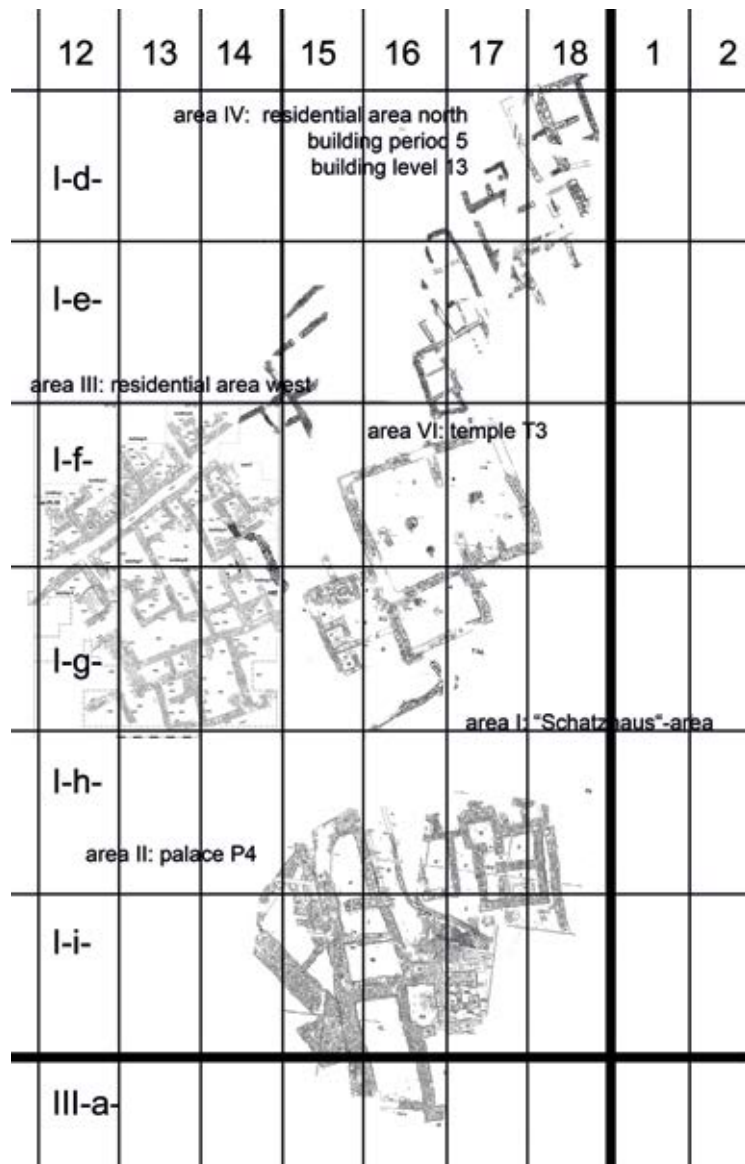 12 13 14 15 16 17 18 1 2
area IV: residential area north
building period 5
building level 13
I-d-
I-e-
area III: residential area west
I-f-
area VI: temple T3
I-g-
area I: "Schatzhaus“-area
I-h-
area II: palace P4
I-i-
III-a-